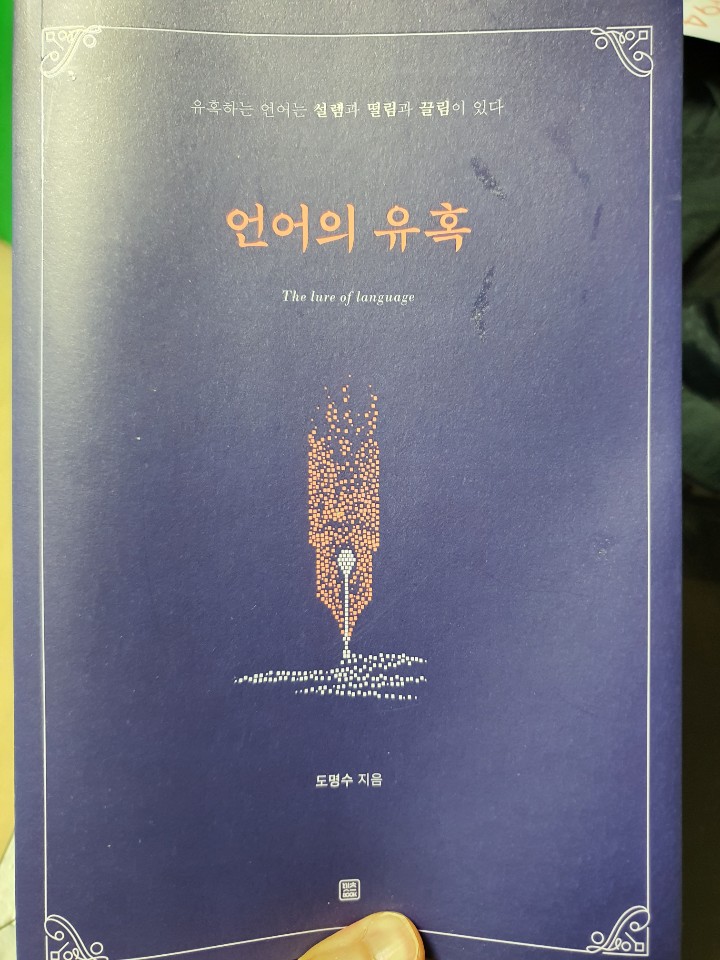 유혹하는 언어는 설렘과 떨림과 끌림이 있다
언어의 유혹
The lure of language
도명수 지음
BOOK